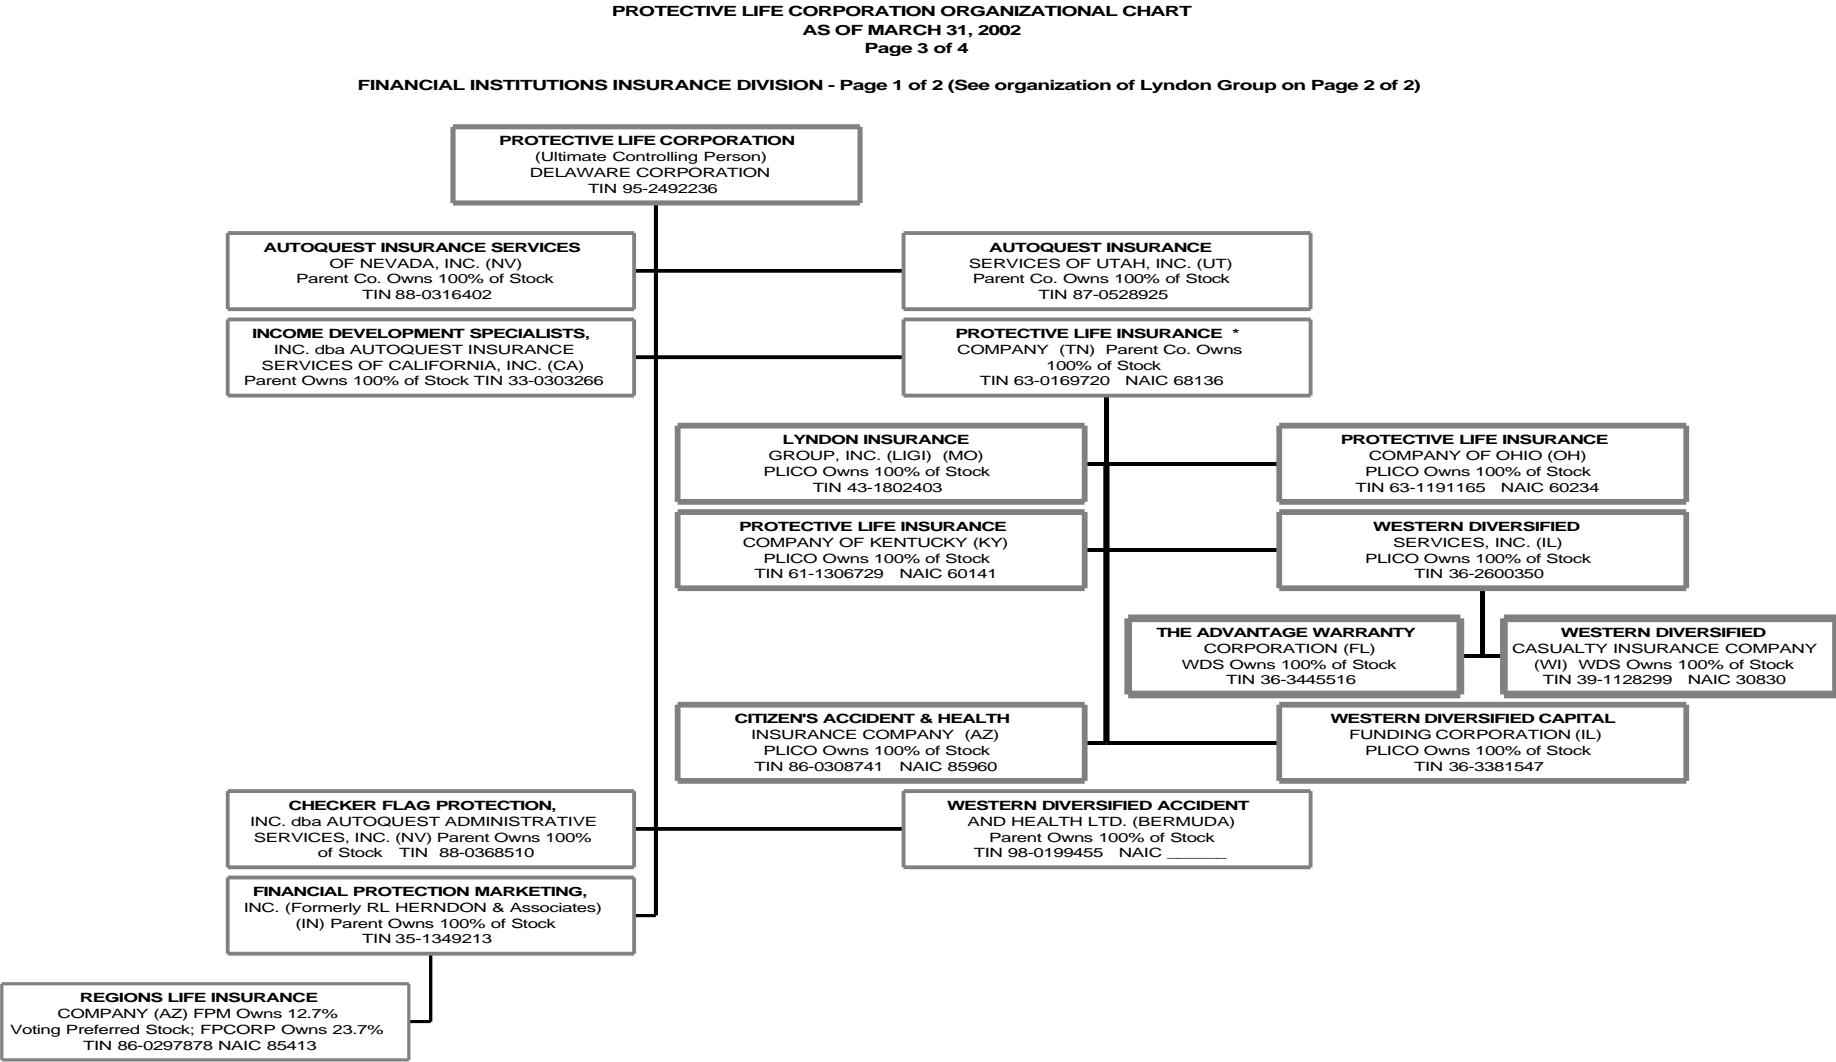 PROTECTIVE LIFE CORPORATION ORGANIZATIONAL CHART
AS OF MARCH 31, 2002
Page 3 of 4
FINANCIAL INSTITUTIONS INSURANCE DIVISION - Page 1 of 2 (See organization of Lyndon Group on Page 2 of 2)
PROTECTIVE LIFE CORPORATION
(Ultimate Controlling Person)
DELAWARE CORPORATION
TIN 95-2492236
AUTOQUEST INSURANCE SERVICES
OF NEVADA, INC. (NV)
Parent Co. Owns 100% of Stock
TIN 88-0316402
AUTOQUEST INSURANCE
SERVICES OF UTAH, INC. (UT)
Parent Co. Owns 100% of Stock
TIN 87-0528925
INCOME DEVELOPMENT SPECIALISTS,
INC. dba AUTOQUEST INSURANCE
SERVICES OF CALIFORNIA, INC. (CA)
Parent Owns 100% of Stock TIN 33-0303266
PROTECTIVE LIFE INSURANCE *
COMPANY (TN) Parent Co. Owns
100% of Stock
TIN 63-0169720 NAIC 68136
LYNDON INSURANCE
GROUP, INC. (LIGI) (MO)
PLICO Owns 100% of Stock
TIN 43-1802403
PROTECTIVE LIFE INSURANCE
COMPANY OF OHIO (OH)
PLICO Owns 100% of Stock
TIN 63-1191165 NAIC 60234
PROTECTIVE LIFE INSURANCE
COMPANY OF KENTUCKY (KY)
PLICO Owns 100% of Stock
TIN 61-1306729 NAIC 60141
WESTERN DIVERSIFIED
SERVICES, INC. (IL)
PLICO Owns 100% of Stock
TIN 36-2600350
THE ADVANTAGE WARRANTY
CORPORATION (FL)
WDS Owns 100% of Stock
TIN 36-3445516
WESTERN DIVERSIFIED
CASUALTY INSURANCE COMPANY
(WI) WDS Owns 100% of Stock
TIN 39-1128299 NAIC 30830
CITIZEN'S ACCIDENT & HEALTH
INSURANCE COMPANY (AZ)
PLICO Owns 100% of Stock
TIN 86-0308741 NAIC 85960
WESTERN DIVERSIFIED CAPITAL
FUNDING CORPORATION (IL)
PLICO Owns 100% of Stock
TIN 36-3381547
CHECKER FLAG PROTECTION,
INC. dba AUTOQUEST ADMINISTRATIVE
SERVICES, INC. (NV) Parent Owns 100%
of Stock TIN 88-0368510
WESTERN DIVERSIFIED ACCIDENT
AND HEALTH LTD. (BERMUDA)
Parent Owns 100% of Stock
TIN 98-0199455 NAIC ______
FINANCIAL PROTECTION MARKETING,
INC. (Formerly RL HERNDON & Associates)
(IN) Parent Owns 100% of Stock
TIN 35-1349213
REGIONS LIFE INSURANCE
COMPANY (AZ) FPM Owns 12.7%
Voting Preferred Stock; FPCORP Owns 23.7%
TIN 86-0297878 NAIC 85413